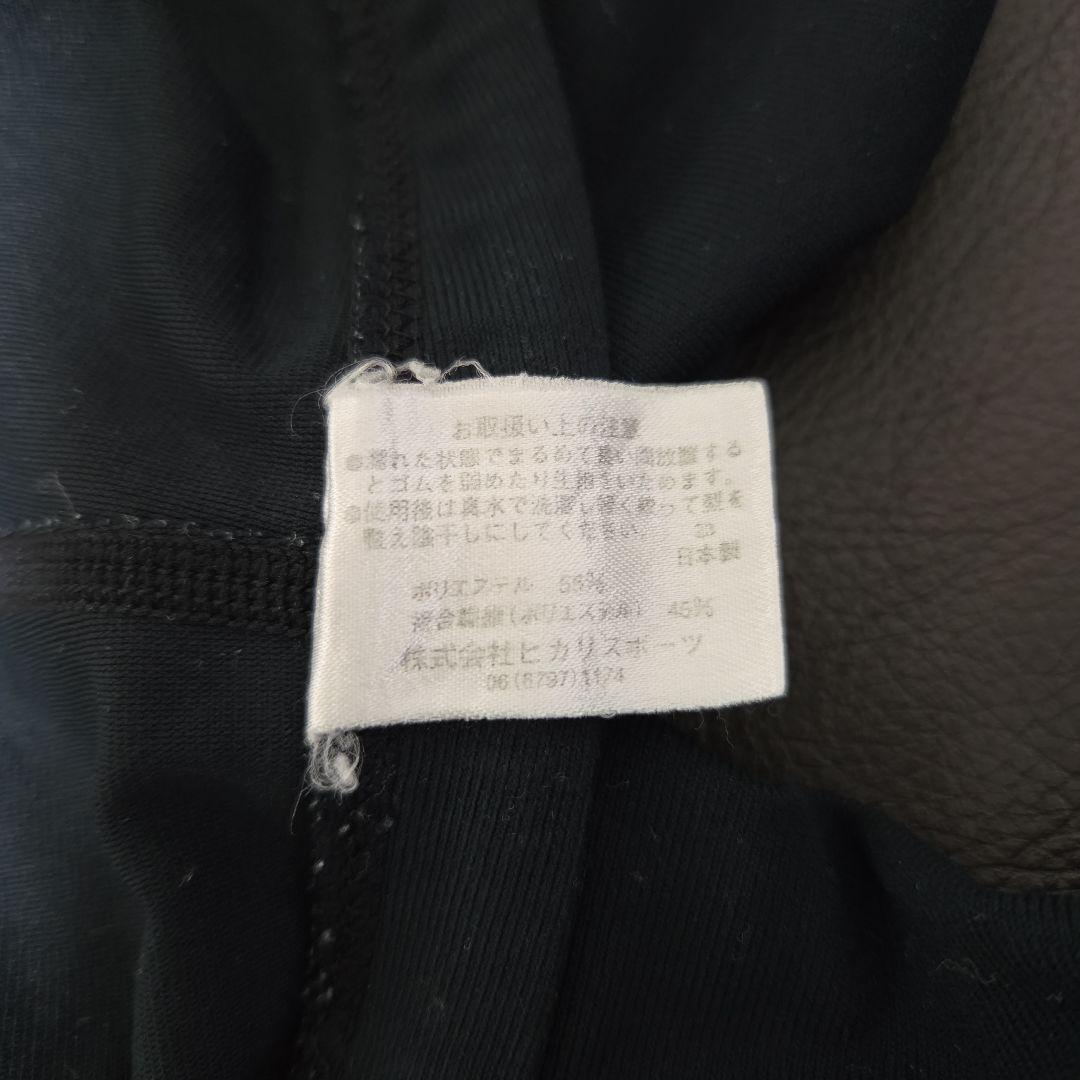 お取扱い上の注意
●濡れた状態でまるめて長い間放置する
とゴムを弱めたり生地をいためます。
●使用後は真水で洗濯し軽く絞って型を
整え陰干しにしてください。
日本製
ポリエステル 55%
複合繊維(ポリエステル) 45%
株式会社ヒカリスポーツ
06(6797)1174